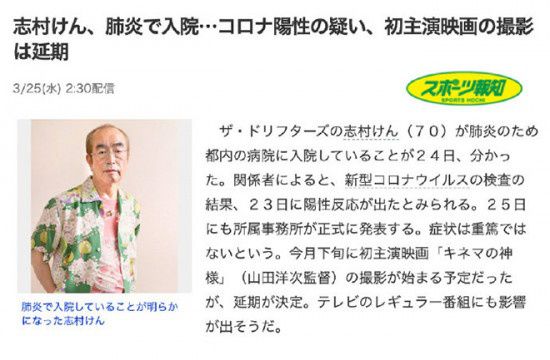 志村けん、肺炎で入院…コロナ陽性の疑い、初主演映画の撮影
は延期
3/25(水) 2:30配信
スポーツ報知
SPORTS HOCHI
ザ・ドリフターズの志村けん（７０）が肺炎のため
都内の病院に入院していることが２４日、分かっ
た。関係者によると、新型コロナウイルスの検査の
結果、２３日に陽性反応が出たとみられる。２５日
にも所属事務所が正式に発表する。症状は重篤では
ないという。今月下旬に初主演映画「キネマの神
様」（山田洋次監督）の撮影が始まる予定だった
が、延期が決定。テレビのレギュラー番組にも影響
が出そうだ。
肺炎で入院していることが明らか
になった志村けん